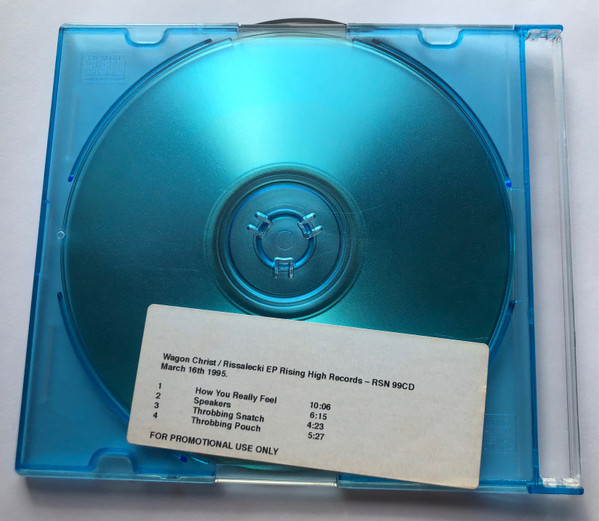 Wagon Christ / Rissalecki EP Rising High Records – RSN 99CD
March 16th 1995.
1 How You Really Feel 10:06
2 Speakers 6:15
3 Throbbing Snatch 4:23
4 Throbbing Pouch 5:27
FOR PROMOTIONAL USE ONLY